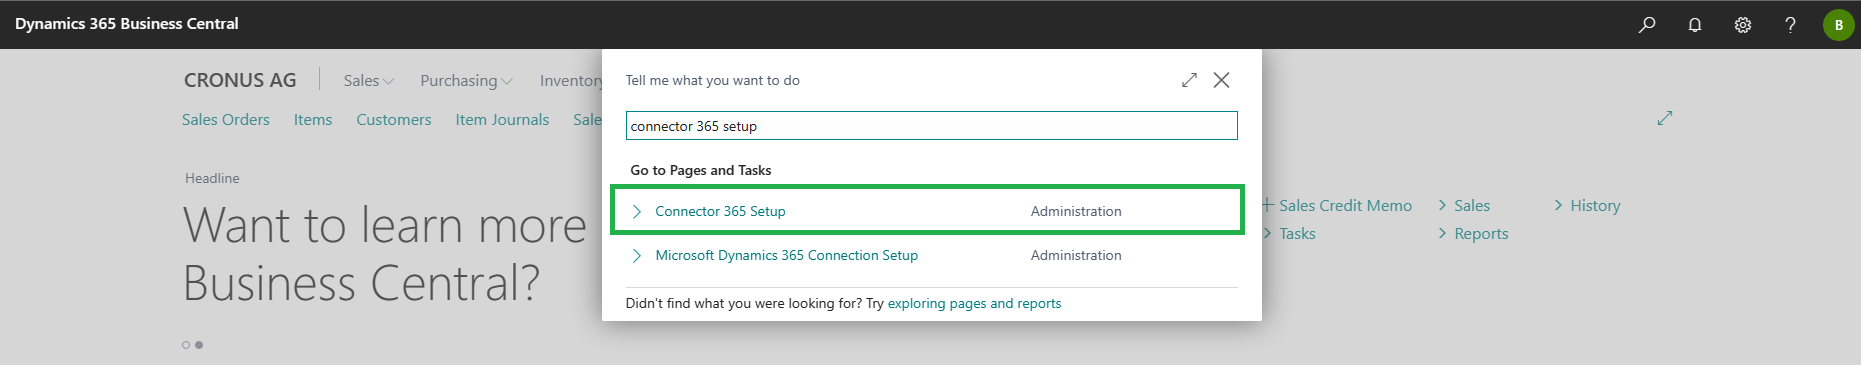 Dynamics 365 Business Central
B
CRONUS AG
Sales
Purchasing
Inventory
Sales Orders
Items
Customers
Item Journals
Sale
Tell me what you want to do
connector 365 setup
Go to Pages and Tasks
Connector 365 Setup
Administration
Microsoft Dynamics 365 Connection Setup
Administration
Didn't find what you were looking for? Try exploring pages and reports
Headline
Want to learn more
Business Central?
Sales Credit Memo
Sales
History
Tasks
Reports